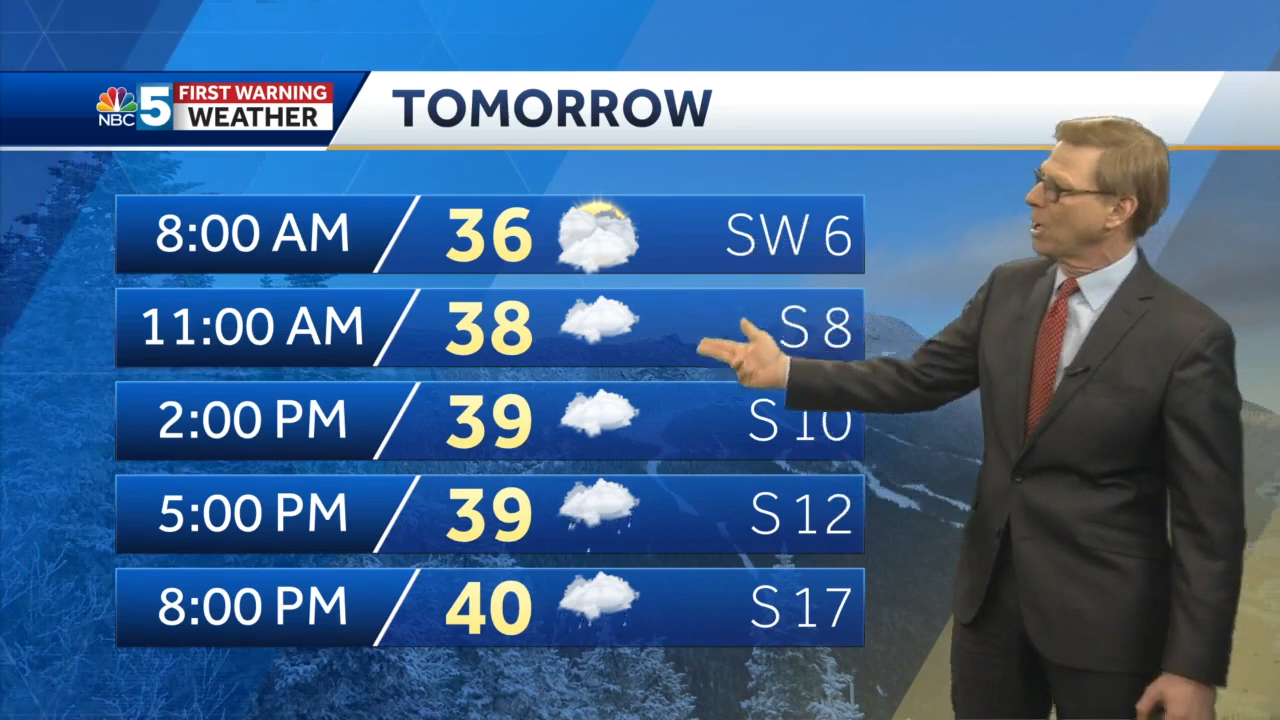 NBC 5 FIRST WARNING
WEATHER
TOMORROW
8:00 AM 36 SW 6
11:00 AM 38 S 8
2:00 PM 39 S 10
5:00 PM 39 S 12
8:00 PM 40 S 17